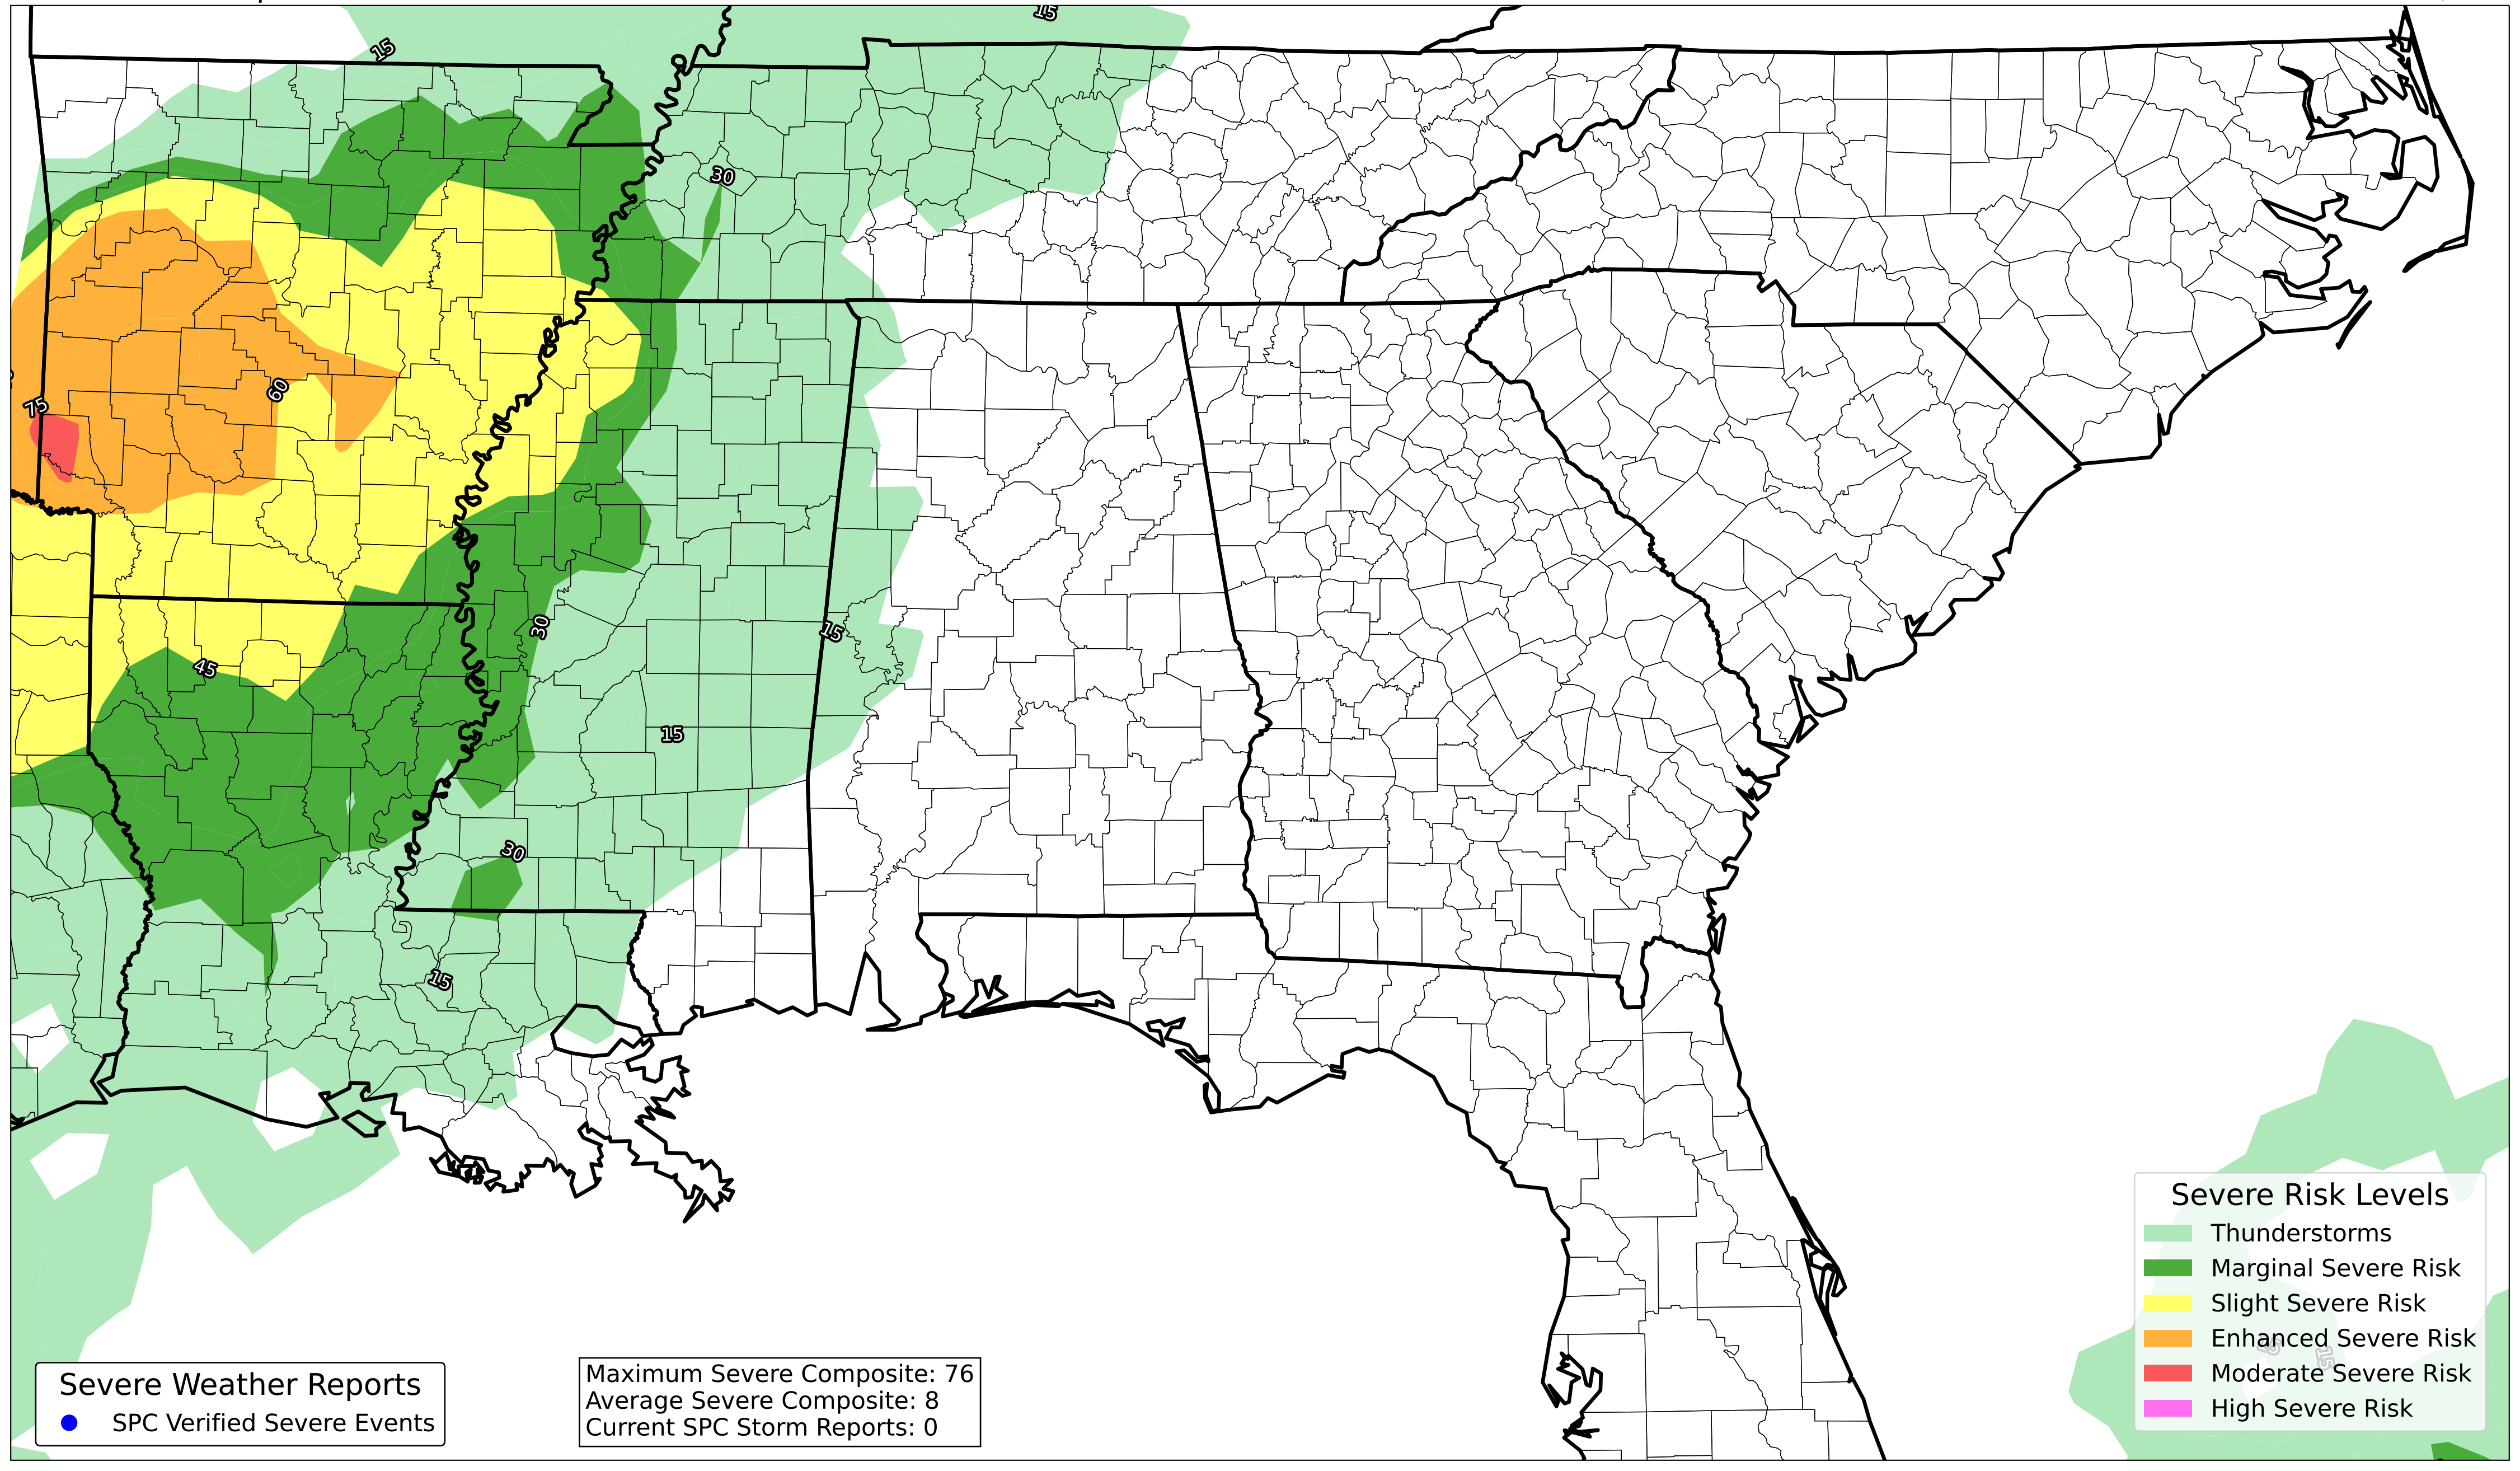 15
15
30
75
60
30
15
45
15
30
15
Severe Risk Levels
Thunderstorms
Marginal Severe Risk
Slight Severe Risk
Enhanced Severe Risk
Moderate Severe Risk
High Severe Risk
15
Severe Weather Reports
SPC Verified Severe Events
Maximum Severe Composite: 76
Average Severe Composite: 8
Current SPC Storm Reports: 0